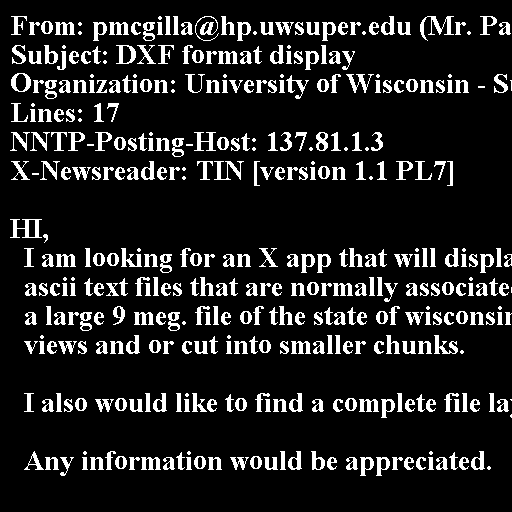 From: pmcgilla@hp.uwsuper.edu (Mr. Pa
Subject: DXF format display
Organization: University of Wisconsin - S
Lines: 17
NNTP-Posting-Host: 137.81.1.3
X-Newsreader: TIN [version 1.1 PL7]

HI,
I am looking for an X app that will displa
ascii text files that are normally associate
a large 9 meg. file of the state of wisconsin
views and or cut into smaller chunks.

I also would like to find a complete file lay

Any information would be appreciated.